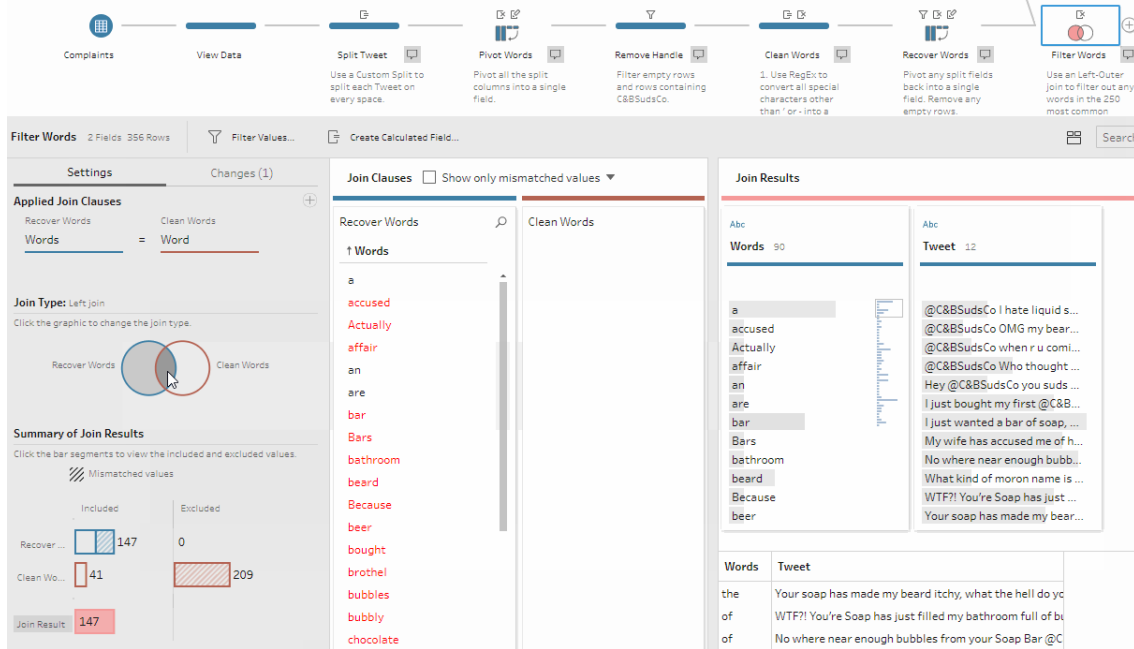 Complaints
View Data
Split Tweet
Pivot Words
Remove Handle
Clean Words
Recover Words
Filter Words
Use a Custom Split to
split each Tweet on
every space.
Pivot all the split
columns into a single
field.
Filter empty rows
and rows containing
C&BSudsCo.
1. Use RegEx to
convert all special
characters other
than ' or - into a
Pivot any split fields
back into a single
field. Remove any
empty rows.
Use an Left-Outer
join to filter out any
words in the 250
most common
Filter Words 2 Fields 356 Rows Filter Values... Create Calculated Field... Search
Settings Changes (1)
Applied Join Clauses
Recover Words Clean Words
Words = Word
Join Type: Left join
Click the graphic to change the join type.
Recover Words Clean Words
Summary of Join Results
Click the bar segments to view the included and excluded values.
Mismatched values
Included Excluded
Recover ... 147 0
Clean Wo... 41 209
Join Result 147
Join Clauses Show only mismatched values
Recover Words Clean Words
Words
a
accused
Actually
affair
an
are
bar
Bars
bathroom
beard
Because
beer
bought
brothel
bubbles
bubbly
chocolate
Join Results
Abc
Words 90
a
accused
Actually
affair
an
are
bar
Bars
bathroom
beard
Because
beer
Abc
Tweet 12
@C&BSudsCo I hate liquid s...
@C&BSudsCo OMG my bear...
@C&BSudsCo when r u comi...
@C&BSudsCo Who thought ...
Hey @C&BSudsCo you suds ...
I just bought my first @C&B...
I just wanted a bar of soap, ...
My wife has accused me of h...
No where near enough bubb...
What kind of moron name is ...
WTF?! You're Soap has just ...
Your soap has made my bear...
Words Tweet
the Your soap has made my beard itchy, what the hell do yo
of WTF?! You're Soap has just filled my bathroom full of bu
of No where near enough bubbles from your Soap Bar @C